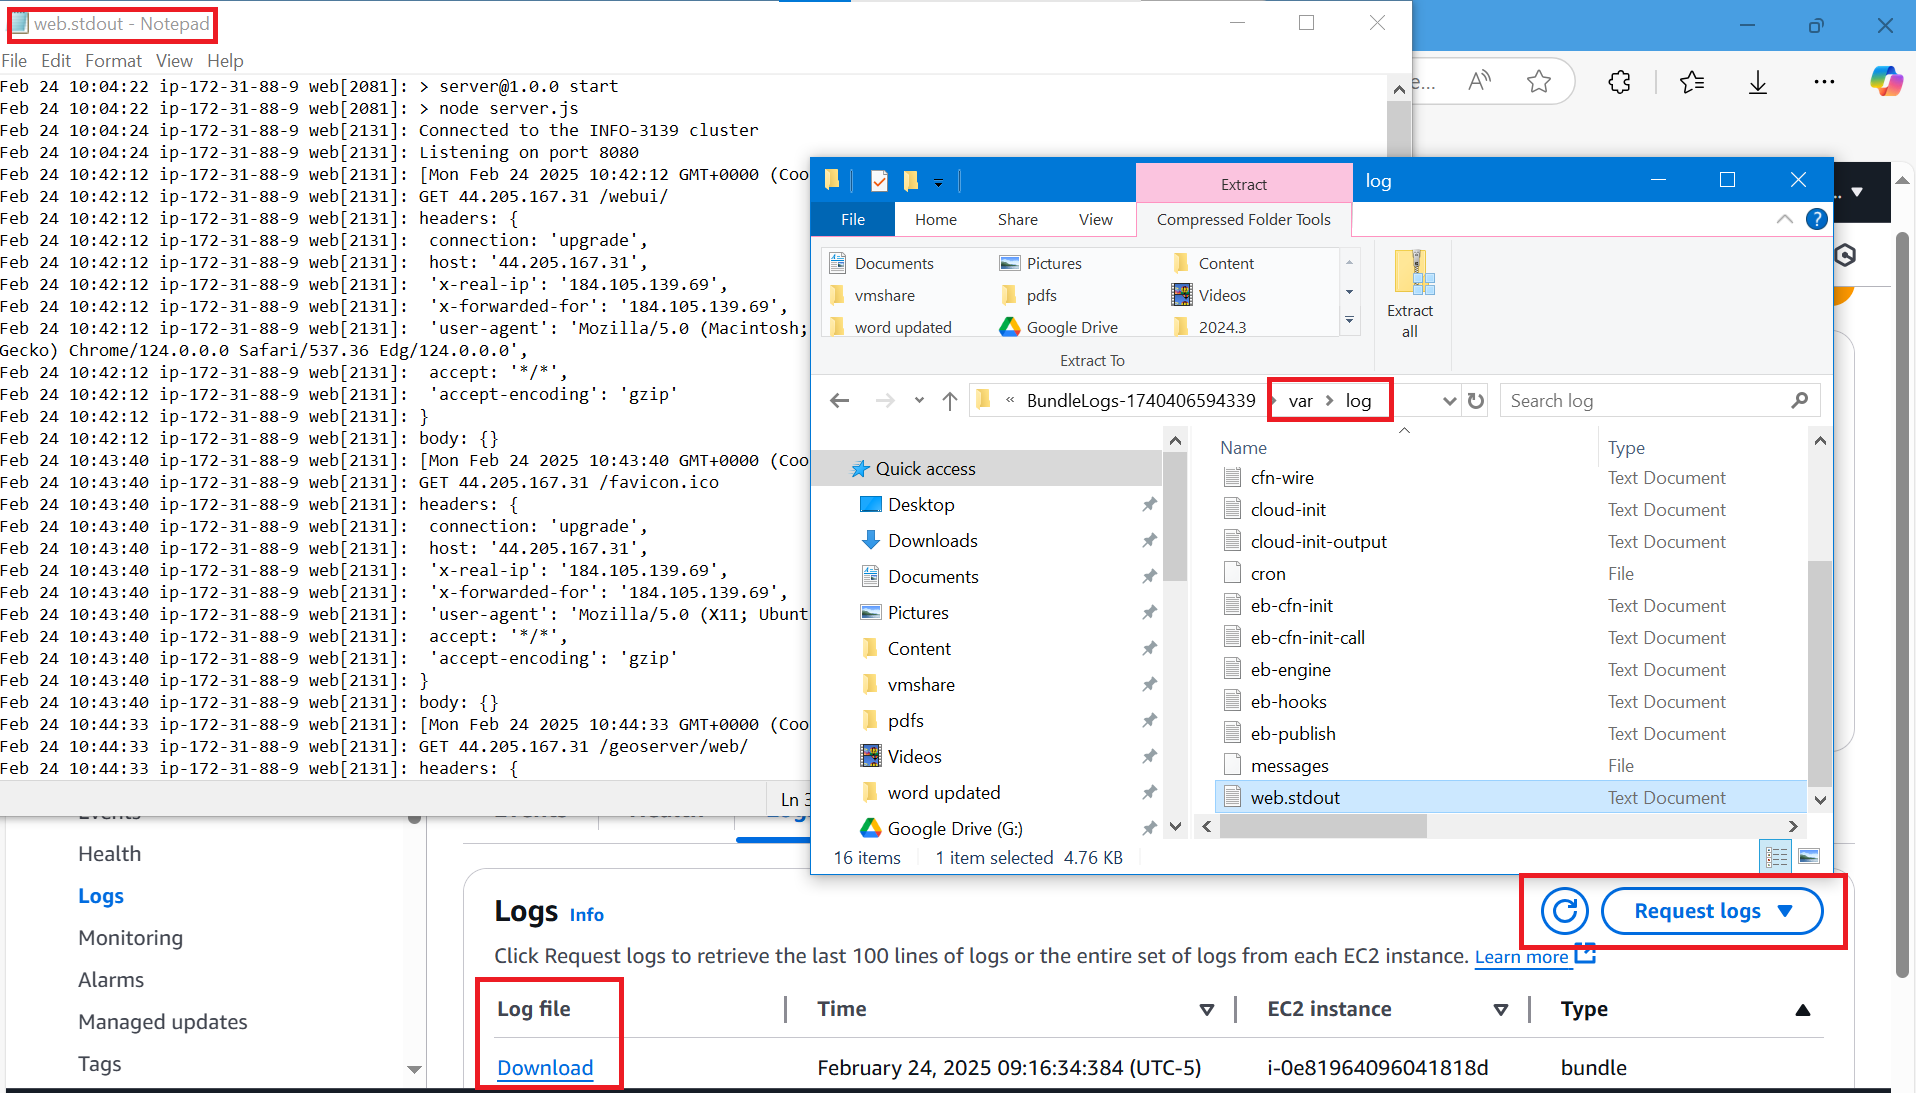 web.stdout - Notepad
File Edit Format View Help
Feb 24 10:04:22 ip-172-31-88-9 web[2081]: > server@1.0.0 start
Feb 24 10:04:22 ip-172-31-88-9 web[2081]: > node server.js
Feb 24 10:04:24 ip-172-31-88-9 web[2131]: Connected to the INFO-3139 cluster
Feb 24 10:04:24 ip-172-31-88-9 web[2131]: Listening on port 8080
Feb 24 10:42:12 ip-172-31-88-9 web[2131]: [Mon Feb 24 2025 10:42:12 GMT+0000 (Coo
Feb 24 10:42:12 ip-172-31-88-9 web[2131]: GET 44.205.167.31 /webui/
Feb 24 10:42:12 ip-172-31-88-9 web[2131]: headers: {
Feb 24 10:42:12 ip-172-31-88-9 web[2131]:  connection: 'upgrade',
Feb 24 10:42:12 ip-172-31-88-9 web[2131]:  host: '44.205.167.31',
Feb 24 10:42:12 ip-172-31-88-9 web[2131]:  'x-real-ip': '184.105.139.69',
Feb 24 10:42:12 ip-172-31-88-9 web[2131]:  'x-forwarded-for': '184.105.139.69',
Feb 24 10:42:12 ip-172-31-88-9 web[2131]:  'user-agent': 'Mozilla/5.0 (Macintosh;
Gecko) Chrome/124.0.0.0 Safari/537.36 Edg/124.0.0.0',
Feb 24 10:42:12 ip-172-31-88-9 web[2131]:  accept: '*/*',
Feb 24 10:42:12 ip-172-31-88-9 web[2131]:  'accept-encoding': 'gzip'
Feb 24 10:42:12 ip-172-31-88-9 web[2131]: }
Feb 24 10:42:12 ip-172-31-88-9 web[2131]: body: {}
Feb 24 10:43:40 ip-172-31-88-9 web[2131]: [Mon Feb 24 2025 10:43:40 GMT+0000 (Coo
Feb 24 10:43:40 ip-172-31-88-9 web[2131]: GET 44.205.167.31 /favicon.ico
Feb 24 10:43:40 ip-172-31-88-9 web[2131]: headers: {
Feb 24 10:43:40 ip-172-31-88-9 web[2131]:  connection: 'upgrade',
Feb 24 10:43:40 ip-172-31-88-9 web[2131]:  host: '44.205.167.31',
Feb 24 10:43:40 ip-172-31-88-9 web[2131]:  'x-real-ip': '184.105.139.69',
Feb 24 10:43:40 ip-172-31-88-9 web[2131]:  'x-forwarded-for': '184.105.139.69',
Feb 24 10:43:40 ip-172-31-88-9 web[2131]:  'user-agent': 'Mozilla/5.0 (X11; Ubunt
Feb 24 10:43:40 ip-172-31-88-9 web[2131]:  accept: '*/*',
Feb 24 10:43:40 ip-172-31-88-9 web[2131]:  'accept-encoding': 'gzip'
Feb 24 10:43:40 ip-172-31-88-9 web[2131]: }
Feb 24 10:43:40 ip-172-31-88-9 web[2131]: body: {}
Feb 24 10:44:33 ip-172-31-88-9 web[2131]: [Mon Feb 24 2025 10:44:33 GMT+0000 (Coo
Feb 24 10:44:33 ip-172-31-88-9 web[2131]: GET 44.205.167.31 /geoserver/web/
Feb 24 10:44:33 ip-172-31-88-9 web[2131]: headers: {
Ln 3
Extract log
File Home Share View Compressed Folder Tools
Documents Pictures Content
vmshare pdfs Videos
word updated Google Drive 2024.3
Extract all
Extract To
« BundleLogs-1740406594339 > var > log
Search log
Quick access
Desktop
Downloads
Documents
Pictures
Content
vmshare
pdfs
Videos
word updated
Google Drive (G:)
Name Type
cfn-wire Text Document
cloud-init Text Document
cloud-init-output Text Document
cron File
eb-cfn-init Text Document
eb-cfn-init-call Text Document
eb-engine Text Document
eb-hooks Text Document
eb-publish Text Document
messages File
web.stdout Text Document
16 items 1 item selected 4.76 KB
Events
Health
Logs
Monitoring
Alarms
Managed updates
Tags
Logs Info
Request logs
Click Request logs to retrieve the last 100 lines of logs or the entire set of logs from each EC2 instance. Learn more
Log file Time EC2 instance Type
Download February 24, 2025 09:16:34:384 (UTC-5) i-0e81964096041818d bundle